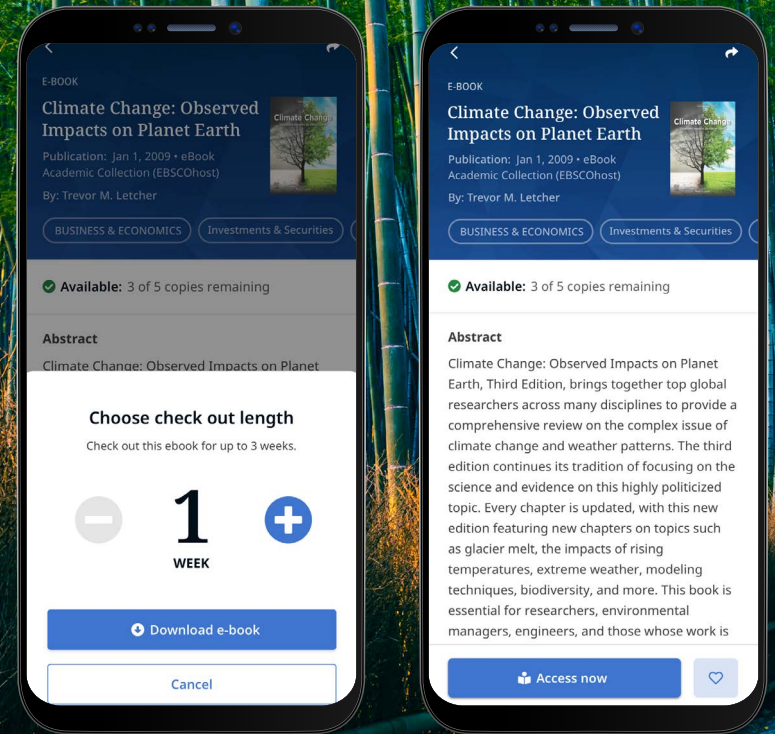 E-BOOK
Climate Change: Observed
Impacts on Planet Earth
Publication: Jan 1, 2009 • eBook
Academic Collection (EBSCOhost)
By: Trevor M. Letcher
Climate Change
BUSINESS & ECONOMICS
Investments & Securities
Available: 3 of 5 copies remaining
Abstract
Climate Change: Observed Impacts on Planet
Choose check out length
Check out this ebook for up to 3 weeks.
1
WEEK
Download e-book
Cancel
E-BOOK
Climate Change: Observed
Impacts on Planet Earth
Publication: Jan 1, 2009 • eBook
Academic Collection (EBSCOhost)
By: Trevor M. Letcher
Climate Change
BUSINESS & ECONOMICS
Investments & Securities
Available: 3 of 5 copies remaining
Abstract
Climate Change: Observed Impacts on Planet
Earth, Third Edition, brings together top global
researchers across many disciplines to provide a
comprehensive review on the complex issue of
climate change and weather patterns. The third
edition continues its tradition of focusing on the
science and evidence on this highly politicized
topic. Every chapter is updated, with this new
edition featuring new chapters on topics such
as glacier melt, the impacts of rising
temperatures, extreme weather, modeling
techniques, biodiversity, and more. This book is
essential for researchers, environmental
managers, engineers, and those whose work is
Access now